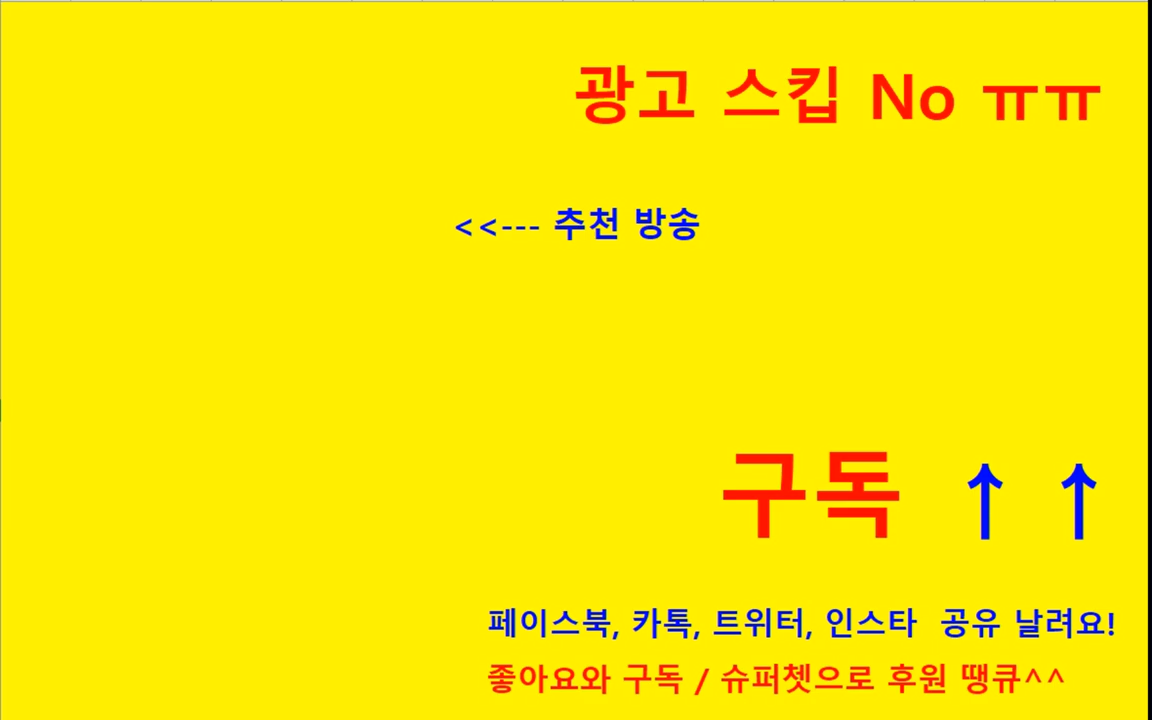 광고 스킵 No ㅠㅠ
<<--- 추천 방송
구독 ↑ ↑
페이스북, 카톡, 트위터, 인스타 공유 날려요!
좋아요와 구독 / 슈퍼쳇으로 후원 땡큐^^